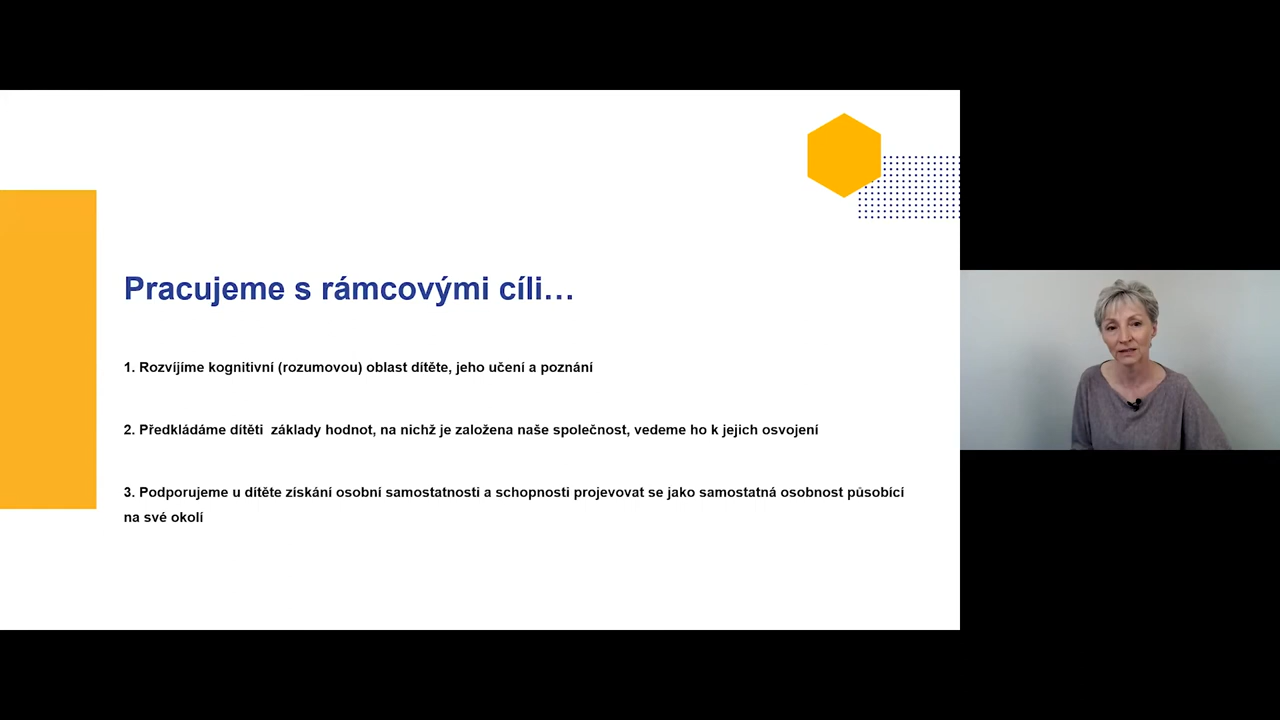 Pracujeme s rámcovými cíli…
1. Rozvíjíme kognitivní (rozumovou) oblast dítěte, jeho učení a poznání
2. Předkládáme dítěti  základy hodnot, na nichž je založena naše společnost, vedeme ho k jejich osvojení
3. Podporujeme u dítěte získání osobní samostatnosti a schopnosti projevovat se jako samostatná osobnost působící
na své okolí